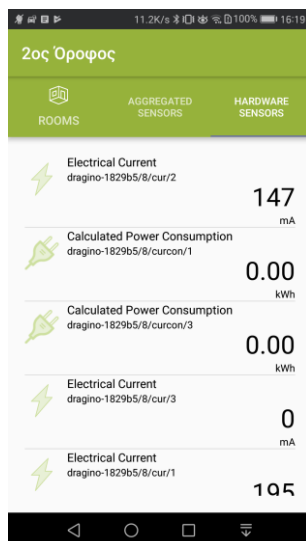 11.2K/s 100% 16:19
2ος Όροφος
ROOMS
AGGREGATED
SENSORS
HARDWARE
SENSORS
Electrical Current
dragino-1829b5/8/cur/2
147
mA
Calculated Power Consumption
dragino-1829b5/8/curcon/1
0.00
kWh
Calculated Power Consumption
dragino-1829b5/8/curcon/3
0.00
kWh
Electrical Current
dragino-1829b5/8/cur/3
0
mA
Electrical Current
dragino-1829b5/8/cur/1
195